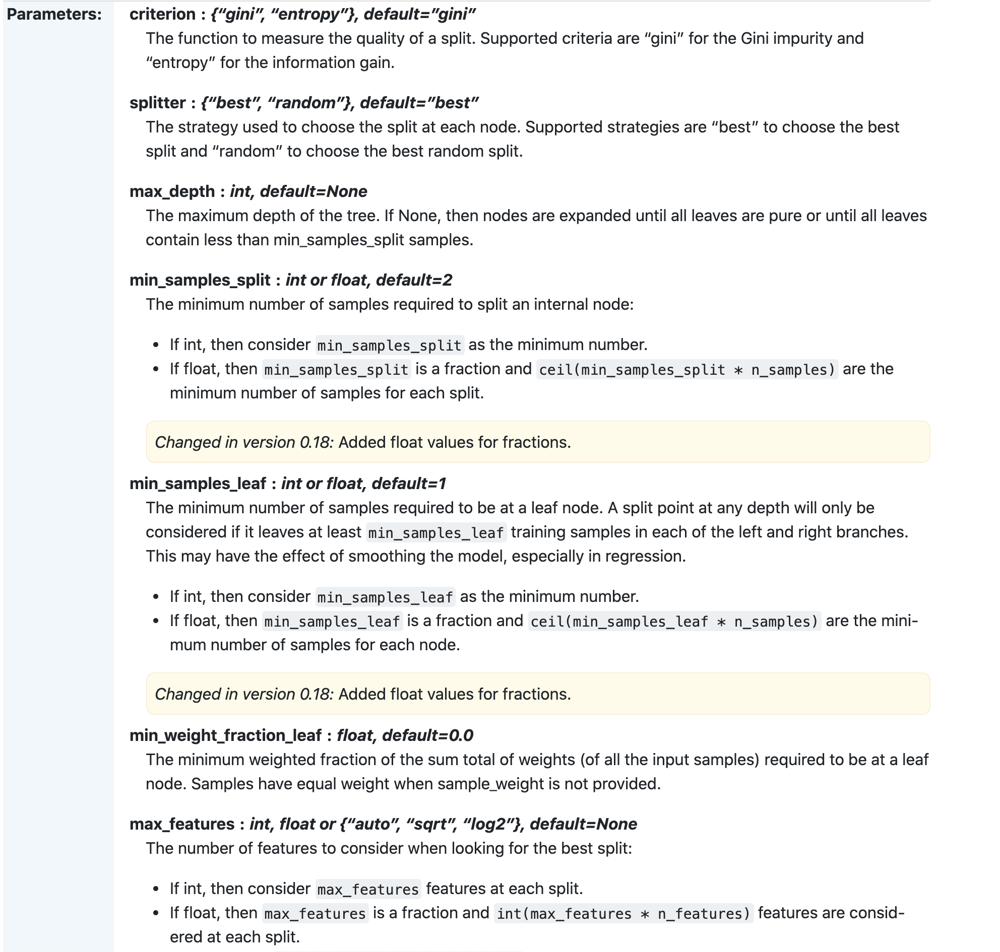 Parameters:
criterion : {“gini”, “entropy”}, default=”gini”
The function to measure the quality of a split. Supported criteria are “gini” for the Gini impurity and
“entropy” for the information gain.
splitter : {“best”, “random”}, default=”best”
The strategy used to choose the split at each node. Supported strategies are “best” to choose the best
split and “random” to choose the best random split.
max_depth : int, default=None
The maximum depth of the tree. If None, then nodes are expanded until all leaves are pure or until all leaves
contain less than min_samples_split samples.
min_samples_split : int or float, default=2
The minimum number of samples required to split an internal node:
• If int, then consider min_samples_split as the minimum number.
• If float, then min_samples_split is a fraction and ceil(min_samples_split * n_samples) are the
minimum number of samples for each split.
Changed in version 0.18: Added float values for fractions.
min_samples_leaf : int or float, default=1
The minimum number of samples required to be at a leaf node. A split point at any depth will only be
considered if it leaves at least min_samples_leaf training samples in each of the left and right branches.
This may have the effect of smoothing the model, especially in regression.
• If int, then consider min_samples_leaf as the minimum number.
• If float, then min_samples_leaf is a fraction and ceil(min_samples_leaf * n_samples) are the mini-
mum number of samples for each node.
Changed in version 0.18: Added float values for fractions.
min_weight_fraction_leaf : float, default=0.0
The minimum weighted fraction of the sum total of weights (of all the input samples) required to be at a leaf
node. Samples have equal weight when sample_weight is not provided.
max_features : int, float or {“auto”, “sqrt”, “log2”}, default=None
The number of features to consider when looking for the best split:
• If int, then consider max_features features at each split.
• If float, then max_features is a fraction and int(max_features * n_features) features are consid-
ered at each split.